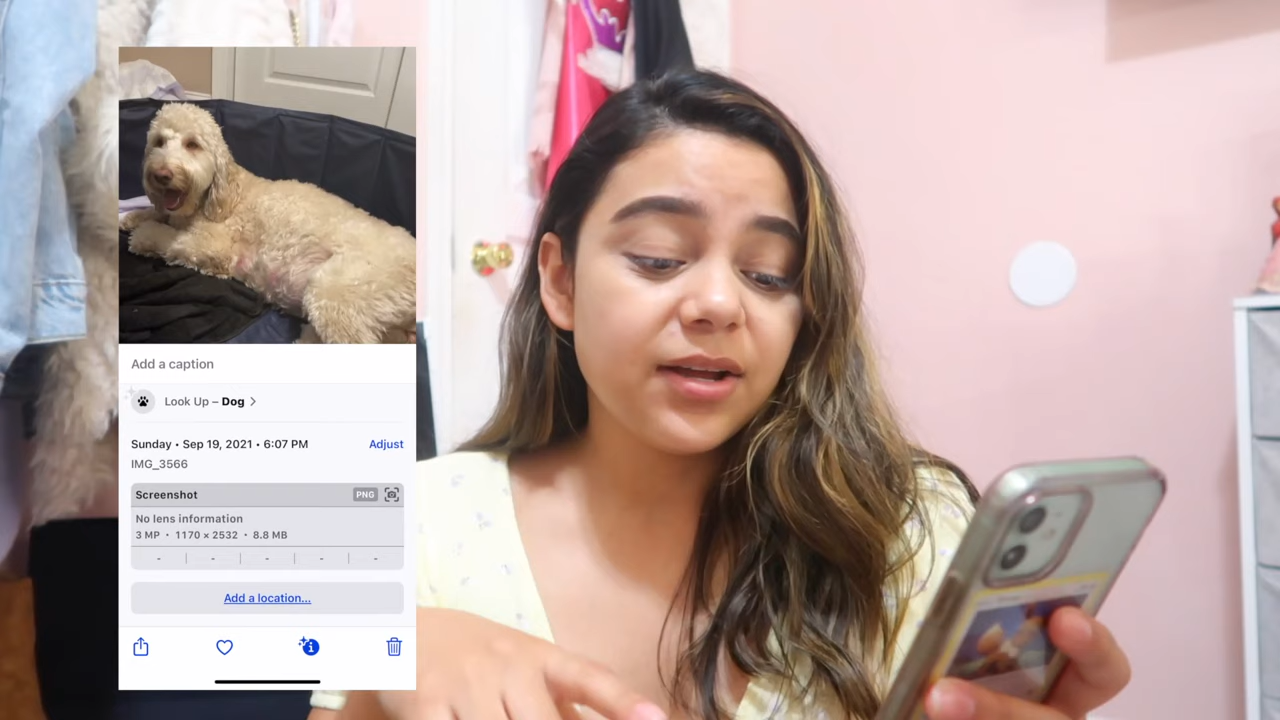 Add a caption
Look Up – Dog >
Sunday • Sep 19, 2021 • 6:07 PM Adjust
IMG_3566
Screenshot PNG
No lens information
3 MP • 1170 × 2532 • 8.8 MB
- - - - -
Add a location...